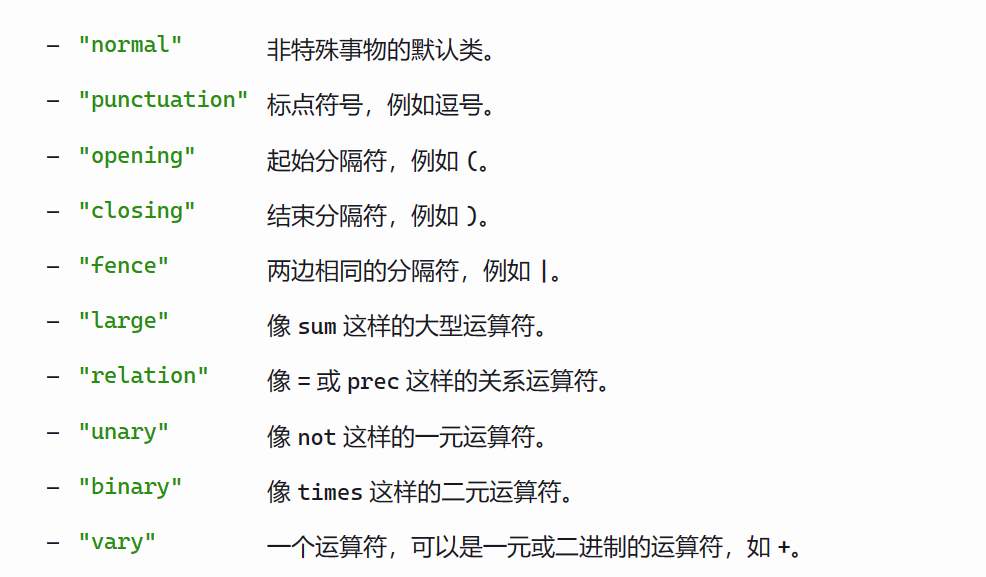 – "normal" 非特殊事物的默认类。
– "punctuation" 标点符号，例如逗号。
– "opening" 起始分隔符，例如 (。
– "closing" 结束分隔符，例如 )。
– "fence" 两边相同的分隔符，例如 |。
– "large" 像 sum 这样的大型运算符。
– "relation" 像 = 或 prec 这样的关系运算符。
– "unary" 像 not 这样的一元运算符。
– "binary" 像 times 这样的二元运算符。
– "vary" 一个运算符，可以是一元或二进制的运算符，如 +。